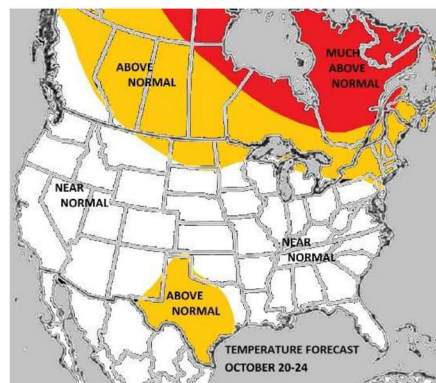 MUCH
ABOVE
NORMAL
ABOVE
NORMAL
NEAR
NORMAL
NEAR
NORMAL
ABOVE
NORMAL
TEMPERATURE FORECAST
OCTOBER 20-24